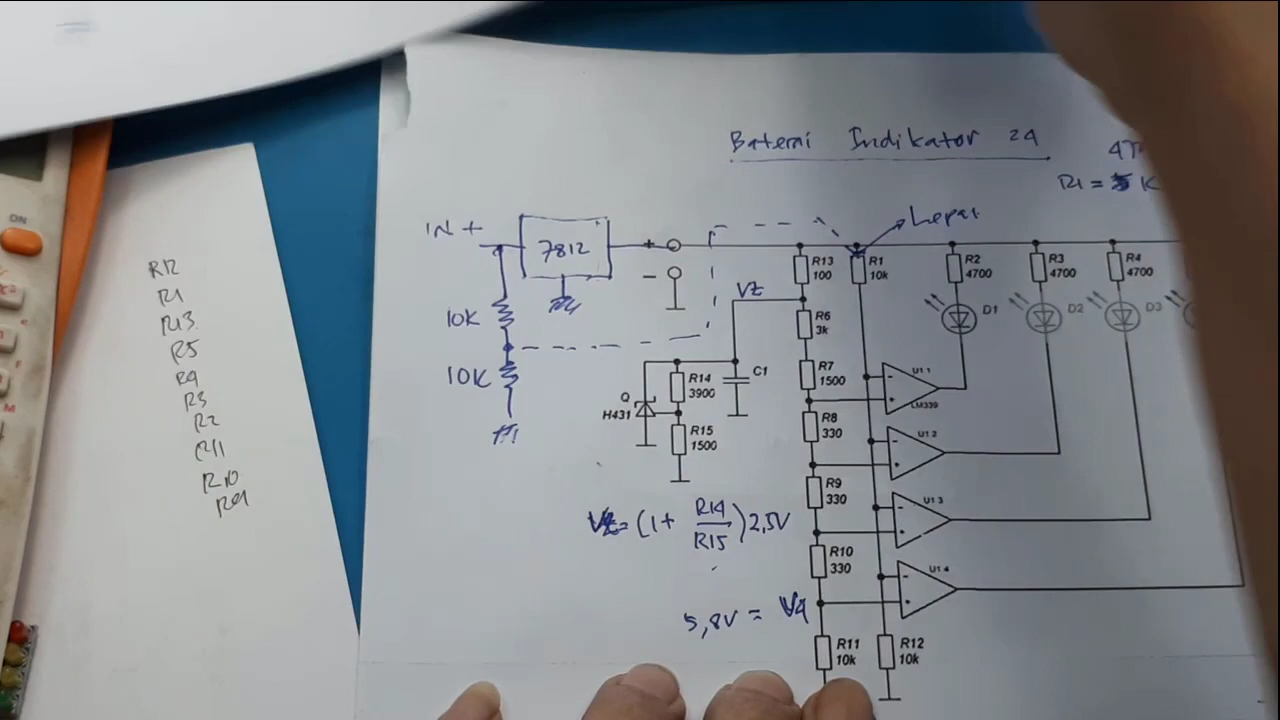 ON
R12
R1
R13
R5
R4
R3
R2
R11
R10
R9
Baterai Indikator 24
R1 = 5 K
IN +
7812
+
-
10K
10K
Lepas
VZ
R13
100
R1
10k
R2
4700
R3
4700
R4
4700
R6
3k
D1
D2
D3
R7
1500
R14
3900
C1
Q
H431
R15
1500
U1 1
LM339
R8
330
U1 2
R9
330
U1 3
VZ = (1 + R14/R15) 2,5V
R10
330
U1 4
5,8V = V4
R11
10k
R12
10k